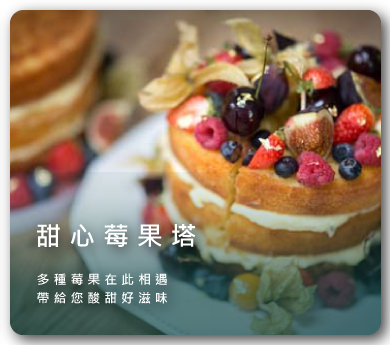 甜心莓果塔
多種莓果在此相遇
帶給您酸甜好滋味